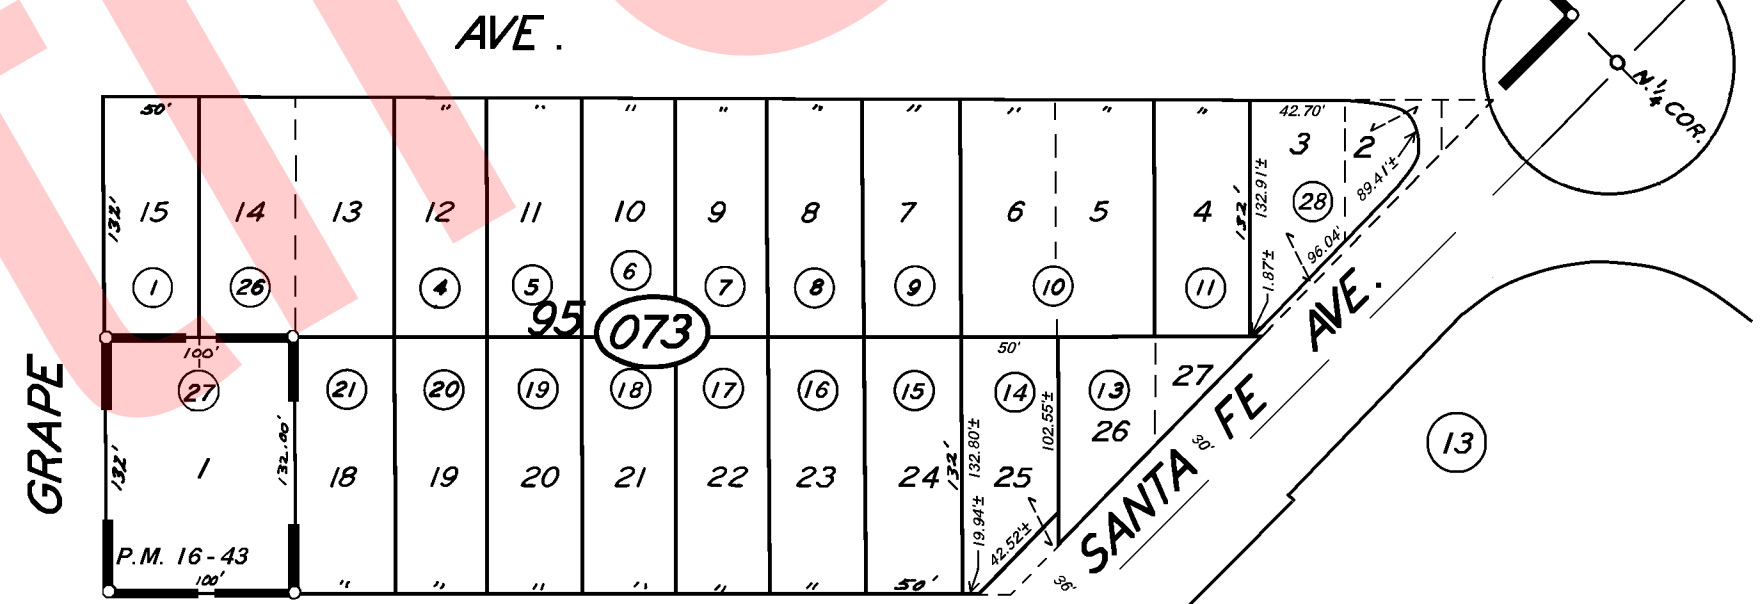 AVE .
N. 1/4 COR.
50' " " " " " " " " " 42.70'
15 14 13 12 11 10 9 8 7 6 5 4 3 2
132' 132' 132.91'± 89.41'±
1 26 4 5 6 7 8 9 10 11 28
1.87'± 96.04'
95 073
GRAPE
100' 50'
27 21 20 19 18 17 16 15 14 13 27
26
132' 132.00' 132' 132.80'± 102.55'±
1 18 19 20 21 22 23 24 25
19.94'± 42.52'±
P.M. 16-43
100' " " " " " " 50'
SANTA FE AVE.
30'
36'
13